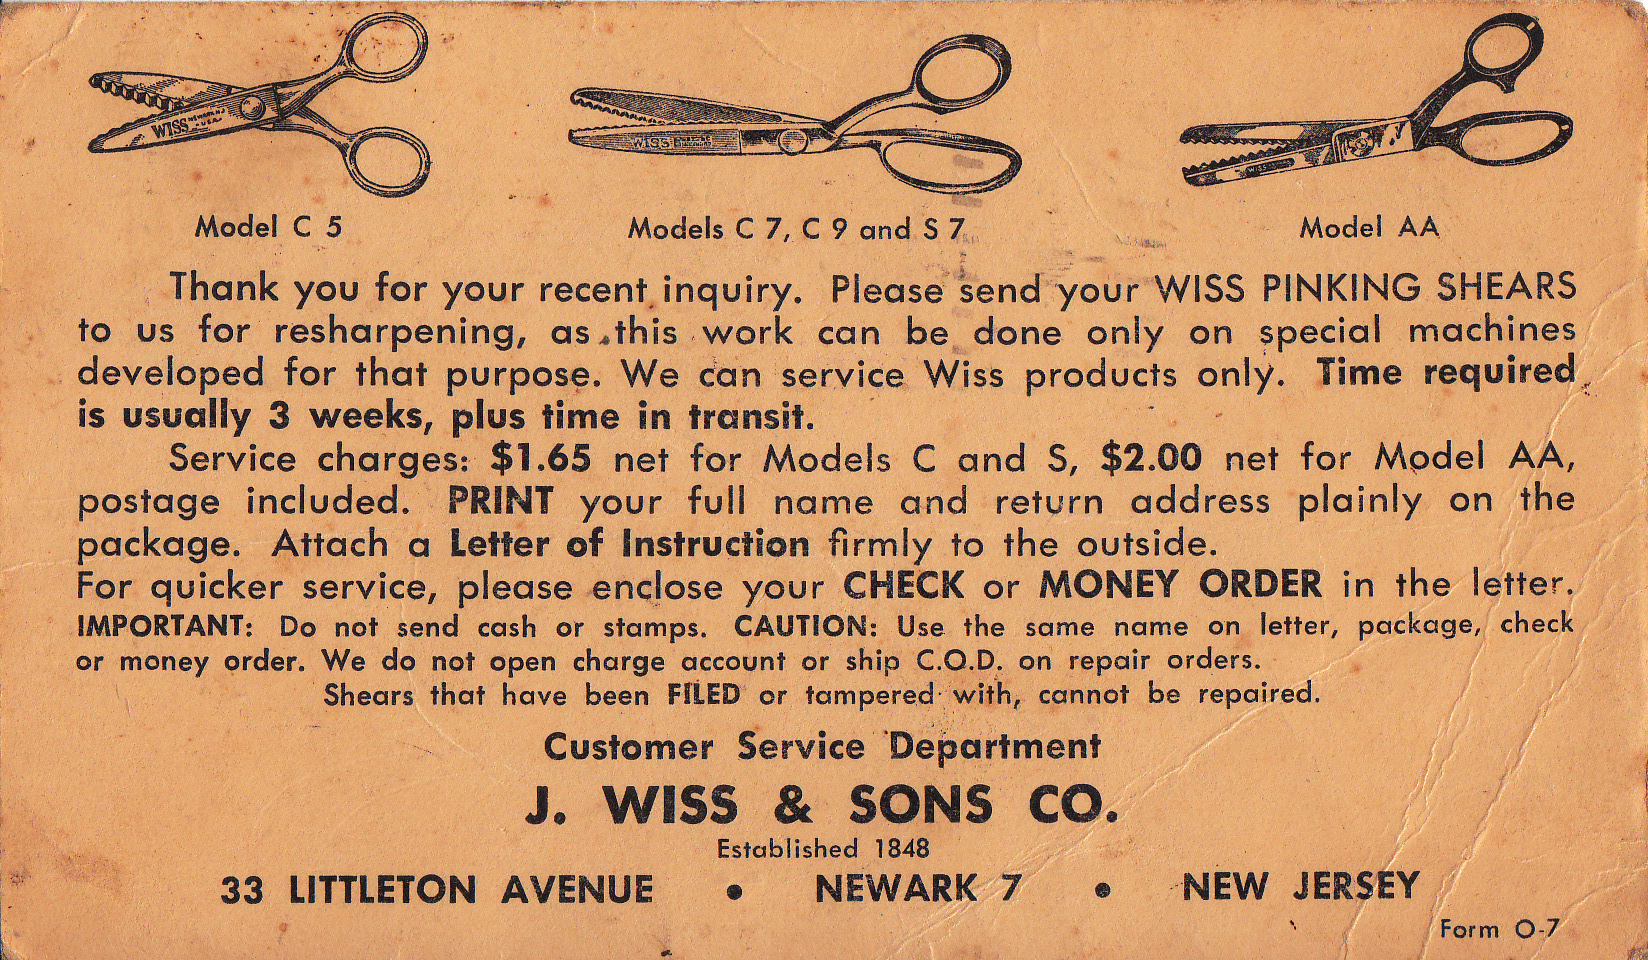 WISS NEWARK N.J. U.S.A.
WISS
WISS
Model C 5
Models C 7, C 9 and S 7
Model AA
Thank you for your recent inquiry. Please send your WISS PINKING SHEARS
to us for resharpening, as this work can be done only on special machines
developed for that purpose. We can service Wiss products only. Time required
is usually 3 weeks, plus time in transit.
Service charges: $1.65 net for Models C and S, $2.00 net for Model AA,
postage included. PRINT your full name and return address plainly on the
package. Attach a Letter of Instruction firmly to the outside.
For quicker service, please enclose your CHECK or MONEY ORDER in the letter.
IMPORTANT: Do not send cash or stamps. CAUTION: Use the same name on letter, package, check
or money order. We do not open charge account or ship C.O.D. on repair orders.
Shears that have been FILED or tampered with, cannot be repaired.
Customer Service Department
J. WISS & SONS CO.
Established 1848
33 LITTLETON AVENUE • NEWARK 7 • NEW JERSEY
Form O-7